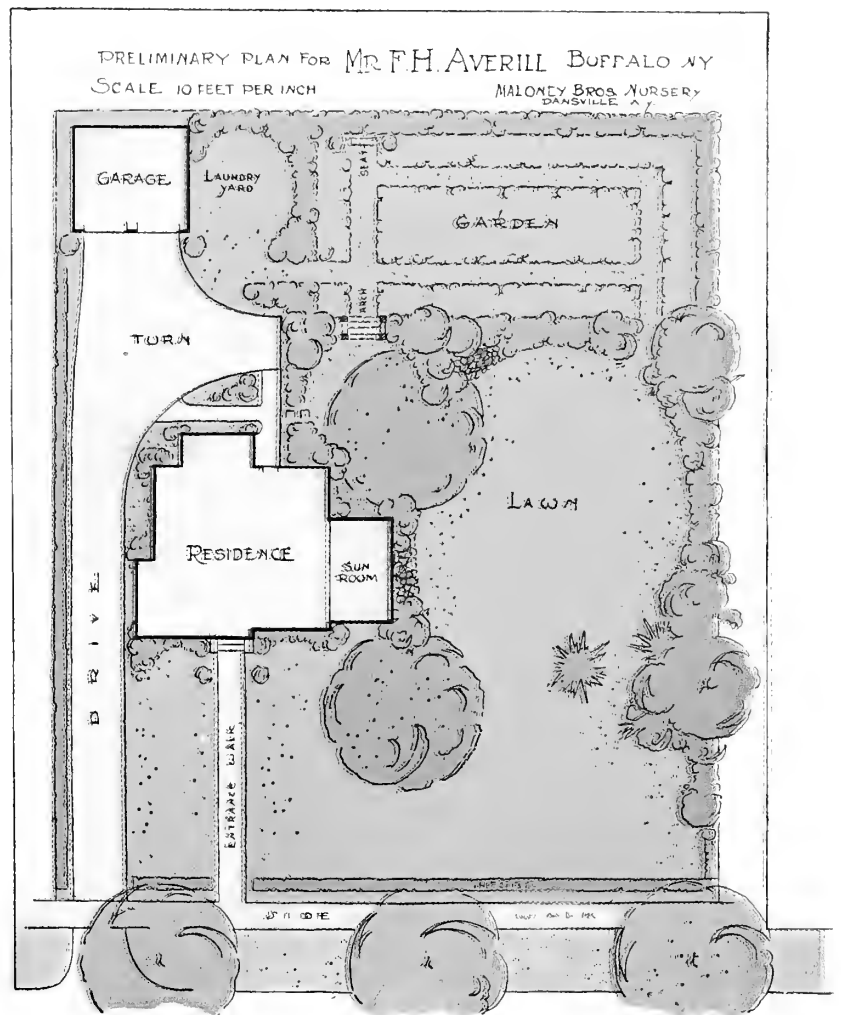 PRELIMINARY PLAN FOR MR. F. H. AVERILL BUFFALO NY
SCALE 10 FEET PER INCH
MALONEY BROS. NURSERY
DANSVILLE N.Y.
GARAGE
LAUNDRY
YARD
SEAT
GARDEN
ARCH
TURN
LAWN
RESIDENCE
SUN
ROOM
DRIVE
ENTRANCE WALK